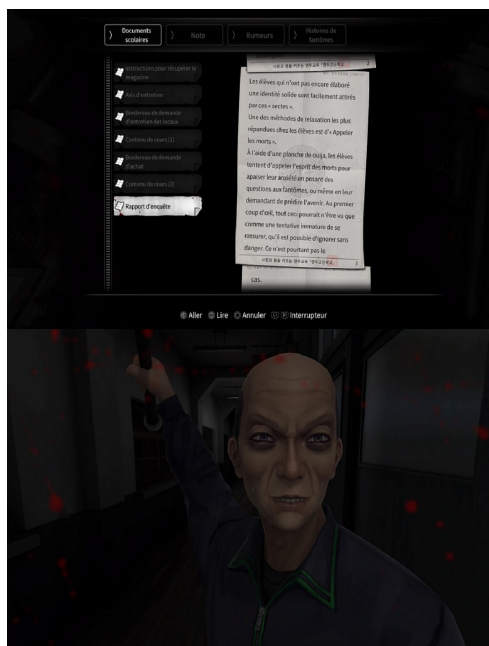 Documents
scolaires
Note
Rumeurs
Histoires de
fantômes
Instructions pour récupérer le
magazine
Avis d'entretien
Bordereau de demande
d'entretien des locaux
Contenu de cours (1)
Bordereau de demande
d'achat
Contenu de cours (2)
Rapport d'enquête
2
Les élèves qui n'ont pas encore élaboré
une identité solide sont facilement attirés
par ces « sectes ».
Une des méthodes de relaxation les plus
répandues chez les élèves est d'« Appeler
les morts ».
À l'aide d'une planche de ouija, les élèves
tentent d'appeler l'esprit des morts pour
apaiser leur anxiété en posant des
questions aux fantômes, ou même en leur
demandant de prédire l'avenir. Au premier
coup d'œil, tout ceci pourrait n'être vu que
comme une tentative immature de se
rassurer, qu'il est possible d'ignorer sans
danger. Ce n'est pourtant pas le
3
cas.
Aller Lire Annuler Interrupteur